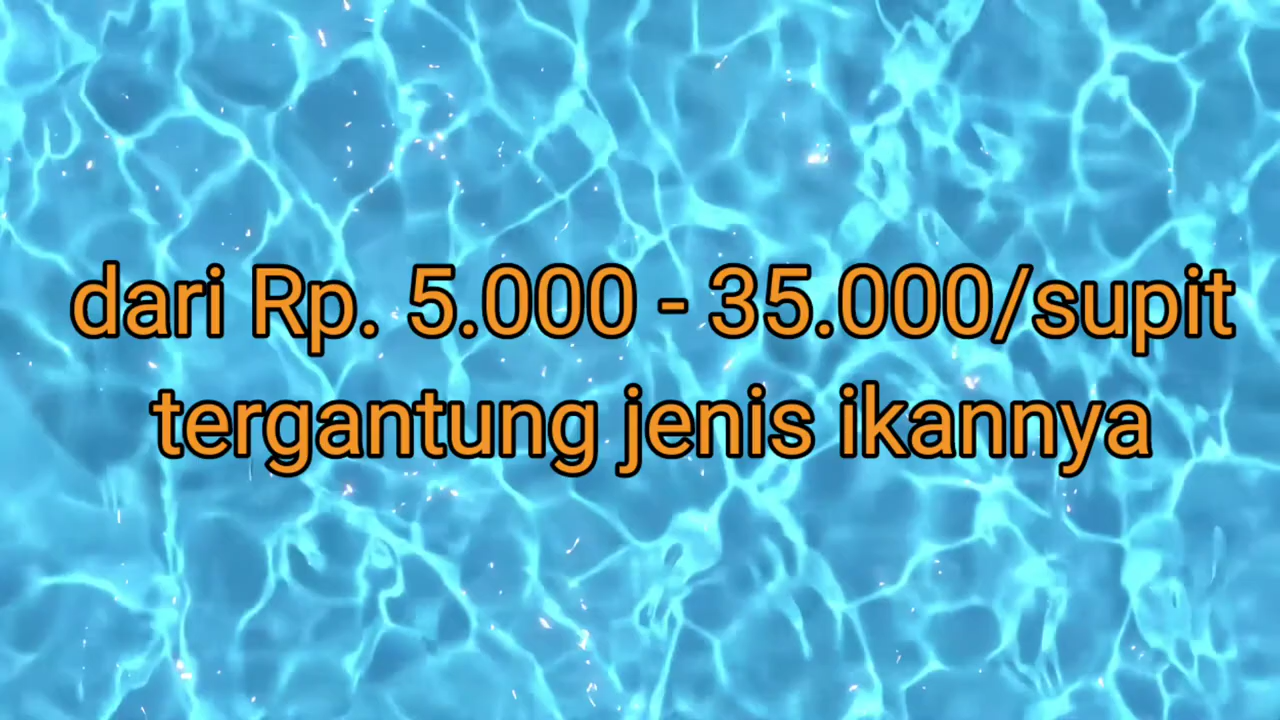 dari Rp. 5.000 - 35.000/supit
tergantung jenis ikannya